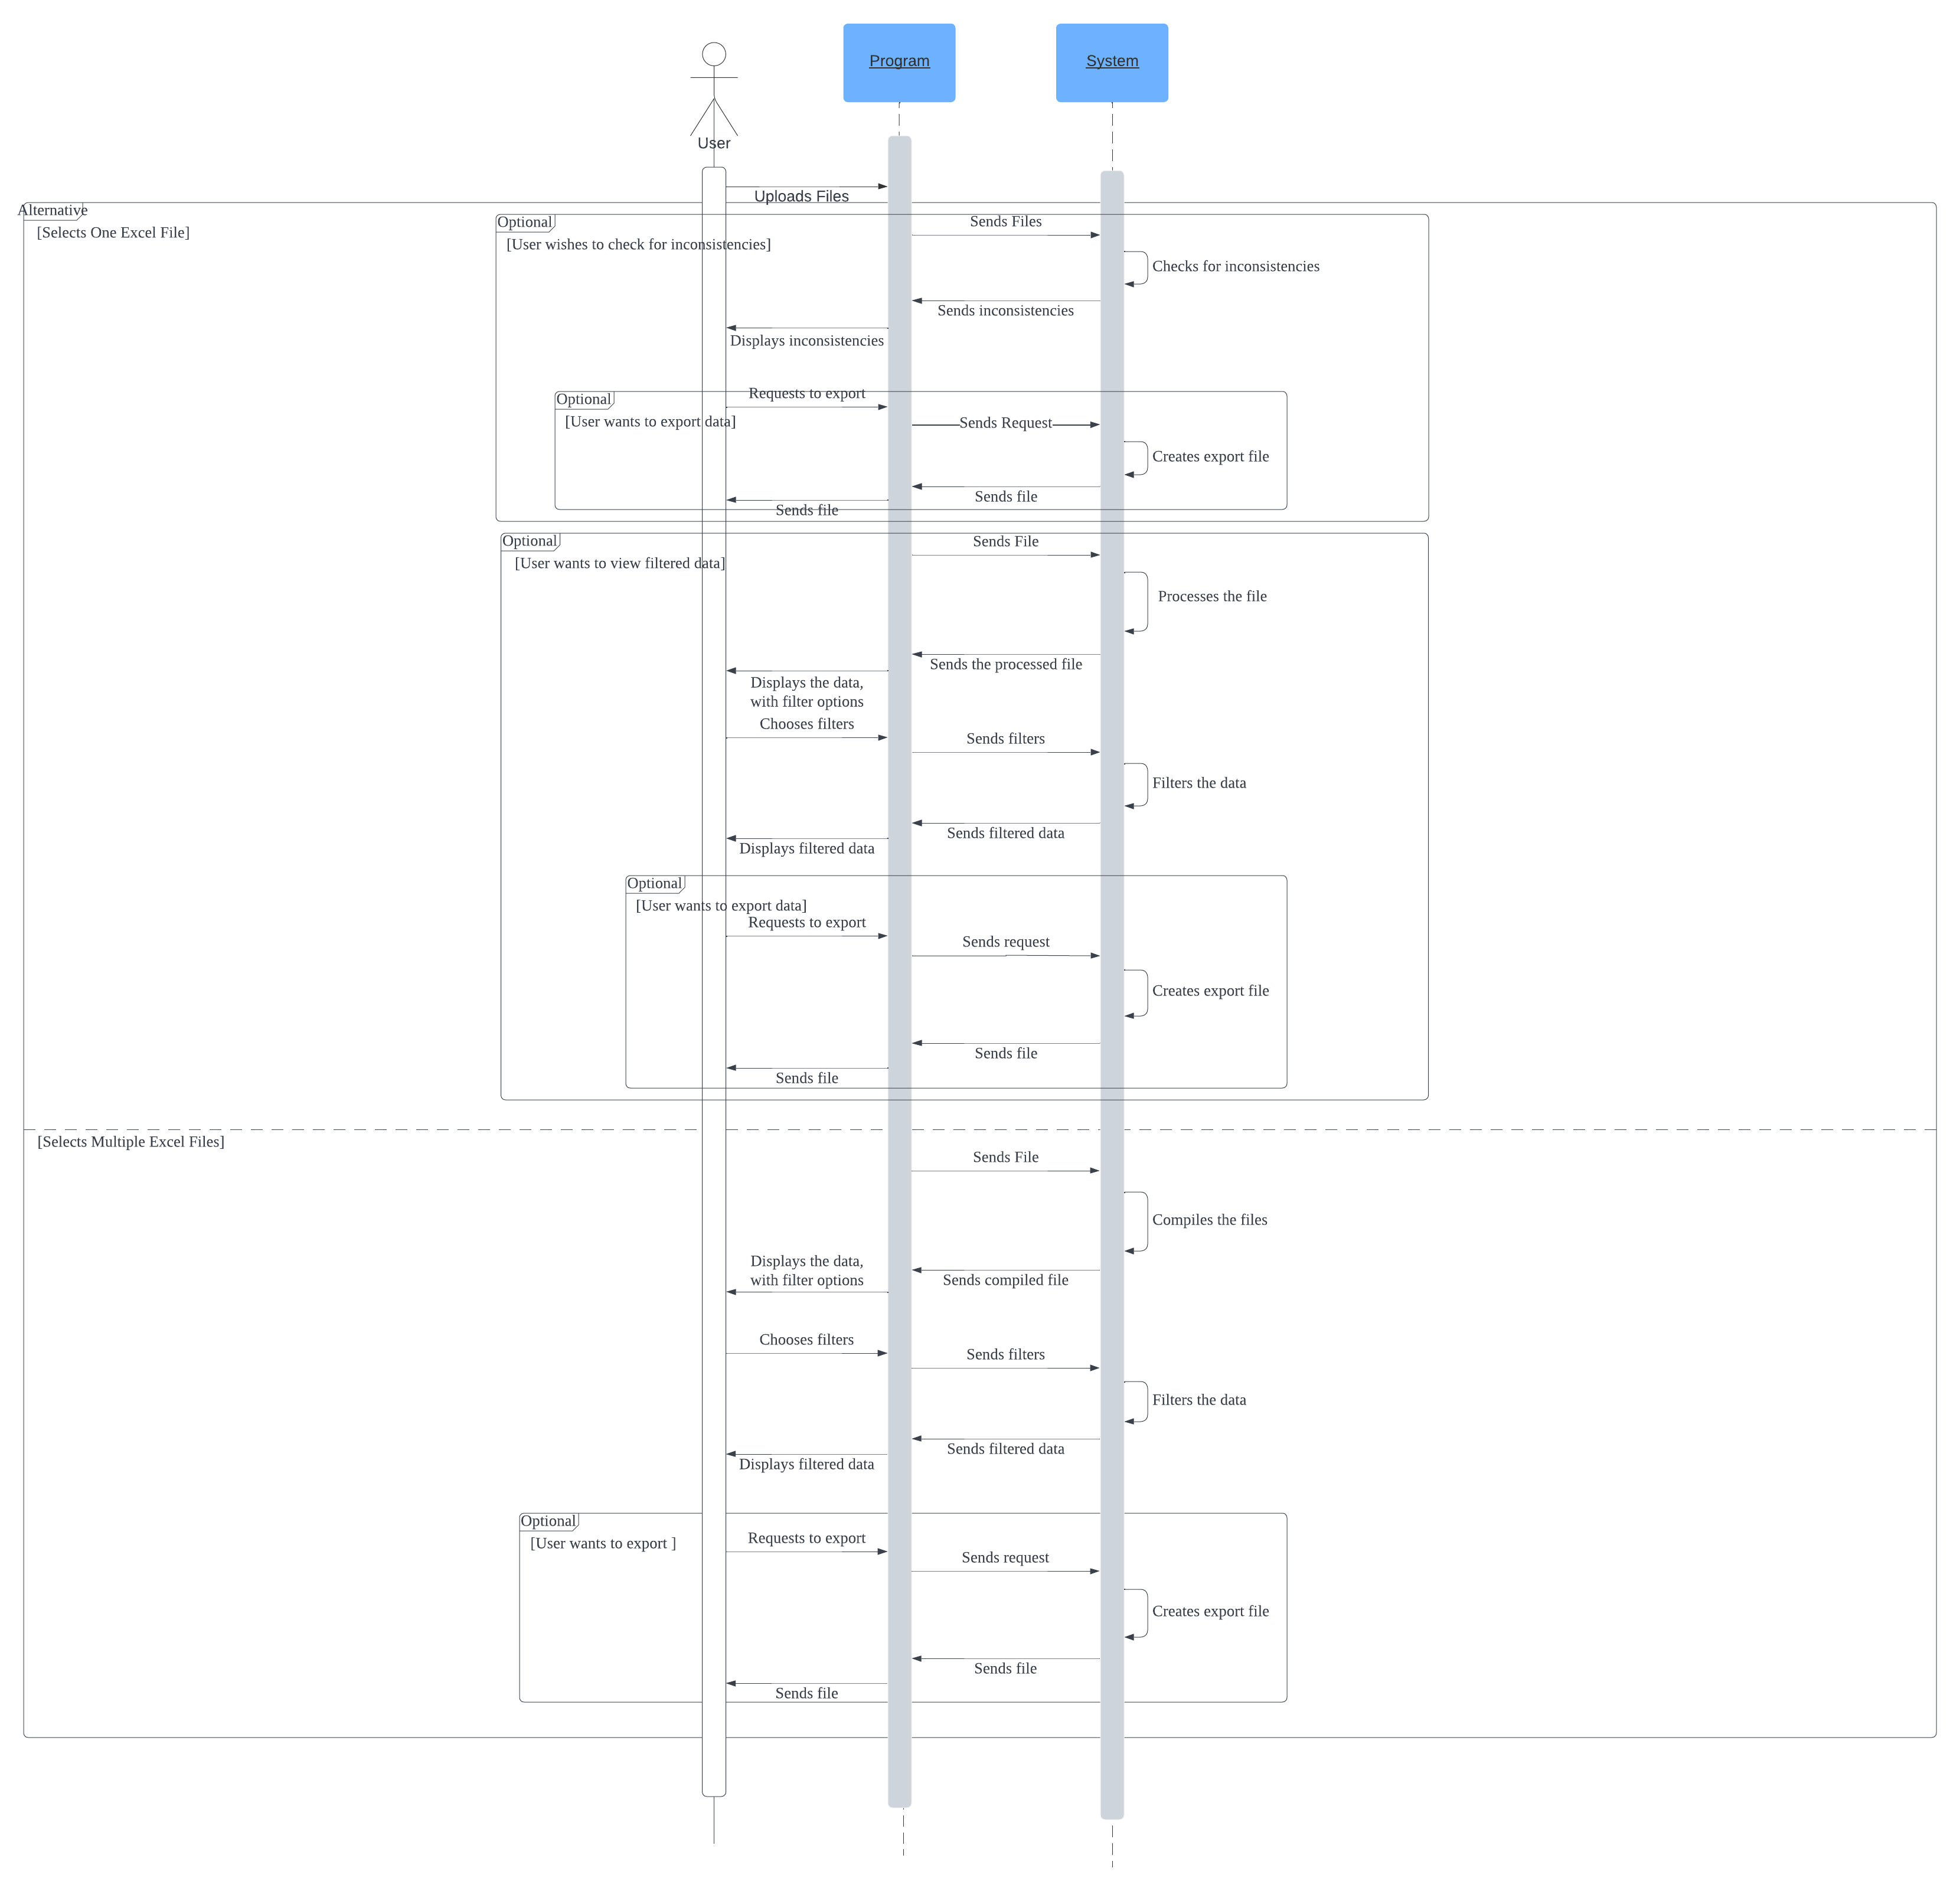 Program
System
User
Uploads Files
Alternative
[Selects One Excel File]
Optional
[User wishes to check for inconsistencies]
Sends Files
Checks for inconsistencies
Sends inconsistencies
Displays inconsistencies
Optional
[User wants to export data]
Requests to export
Sends Request
Creates export file
Sends file
Sends file
Optional
[User wants to view filtered data]
Sends File
Processes the file
Sends the processed file
Displays the data,
with filter options
Chooses filters
Sends filters
Filters the data
Sends filtered data
Displays filtered data
Optional
[User wants to export data]
Requests to export
Sends request
Creates export file
Sends file
Sends file
[Selects Multiple Excel Files]
Sends File
Compiles the files
Displays the data,
with filter options
Sends compiled file
Chooses filters
Sends filters
Filters the data
Sends filtered data
Displays filtered data
Optional
[User wants to export ]
Requests to export
Sends request
Creates export file
Sends file
Sends file